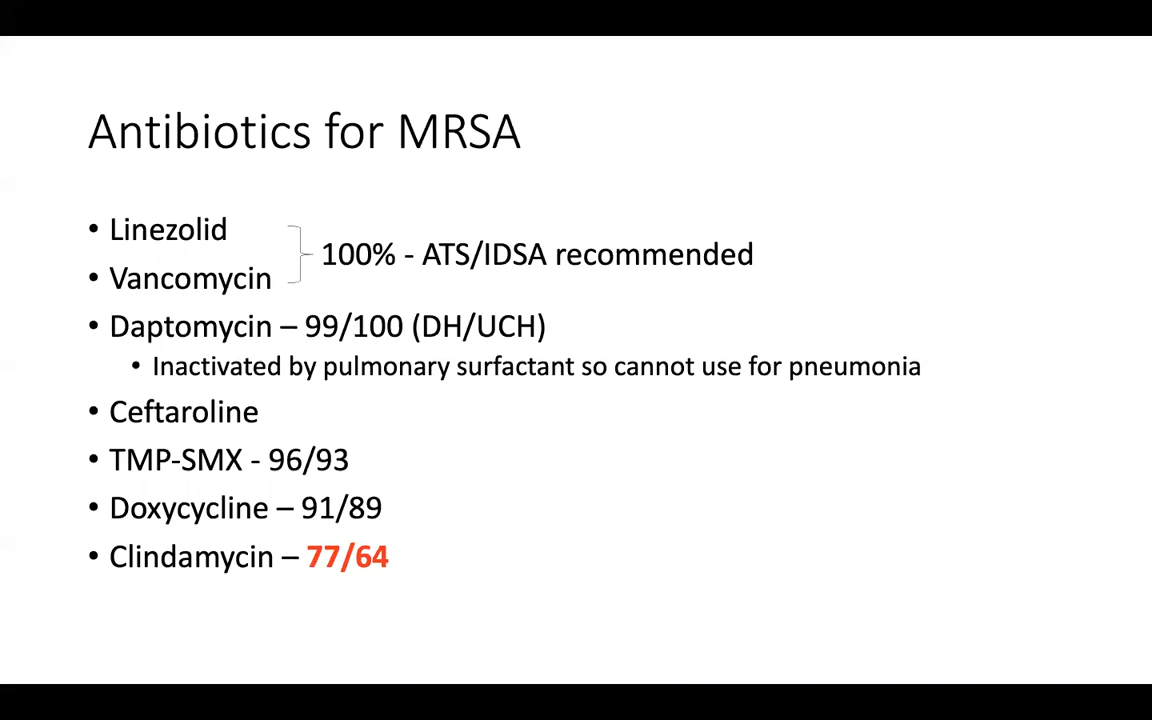 Antibiotics for MRSA
• Linezolid
• Vancomycin
100% - ATS/IDSA recommended
• Daptomycin – 99/100 (DH/UCH)
• Inactivated by pulmonary surfactant so cannot use for pneumonia
• Ceftaroline
• TMP-SMX - 96/93
• Doxycycline – 91/89
• Clindamycin – 77/64